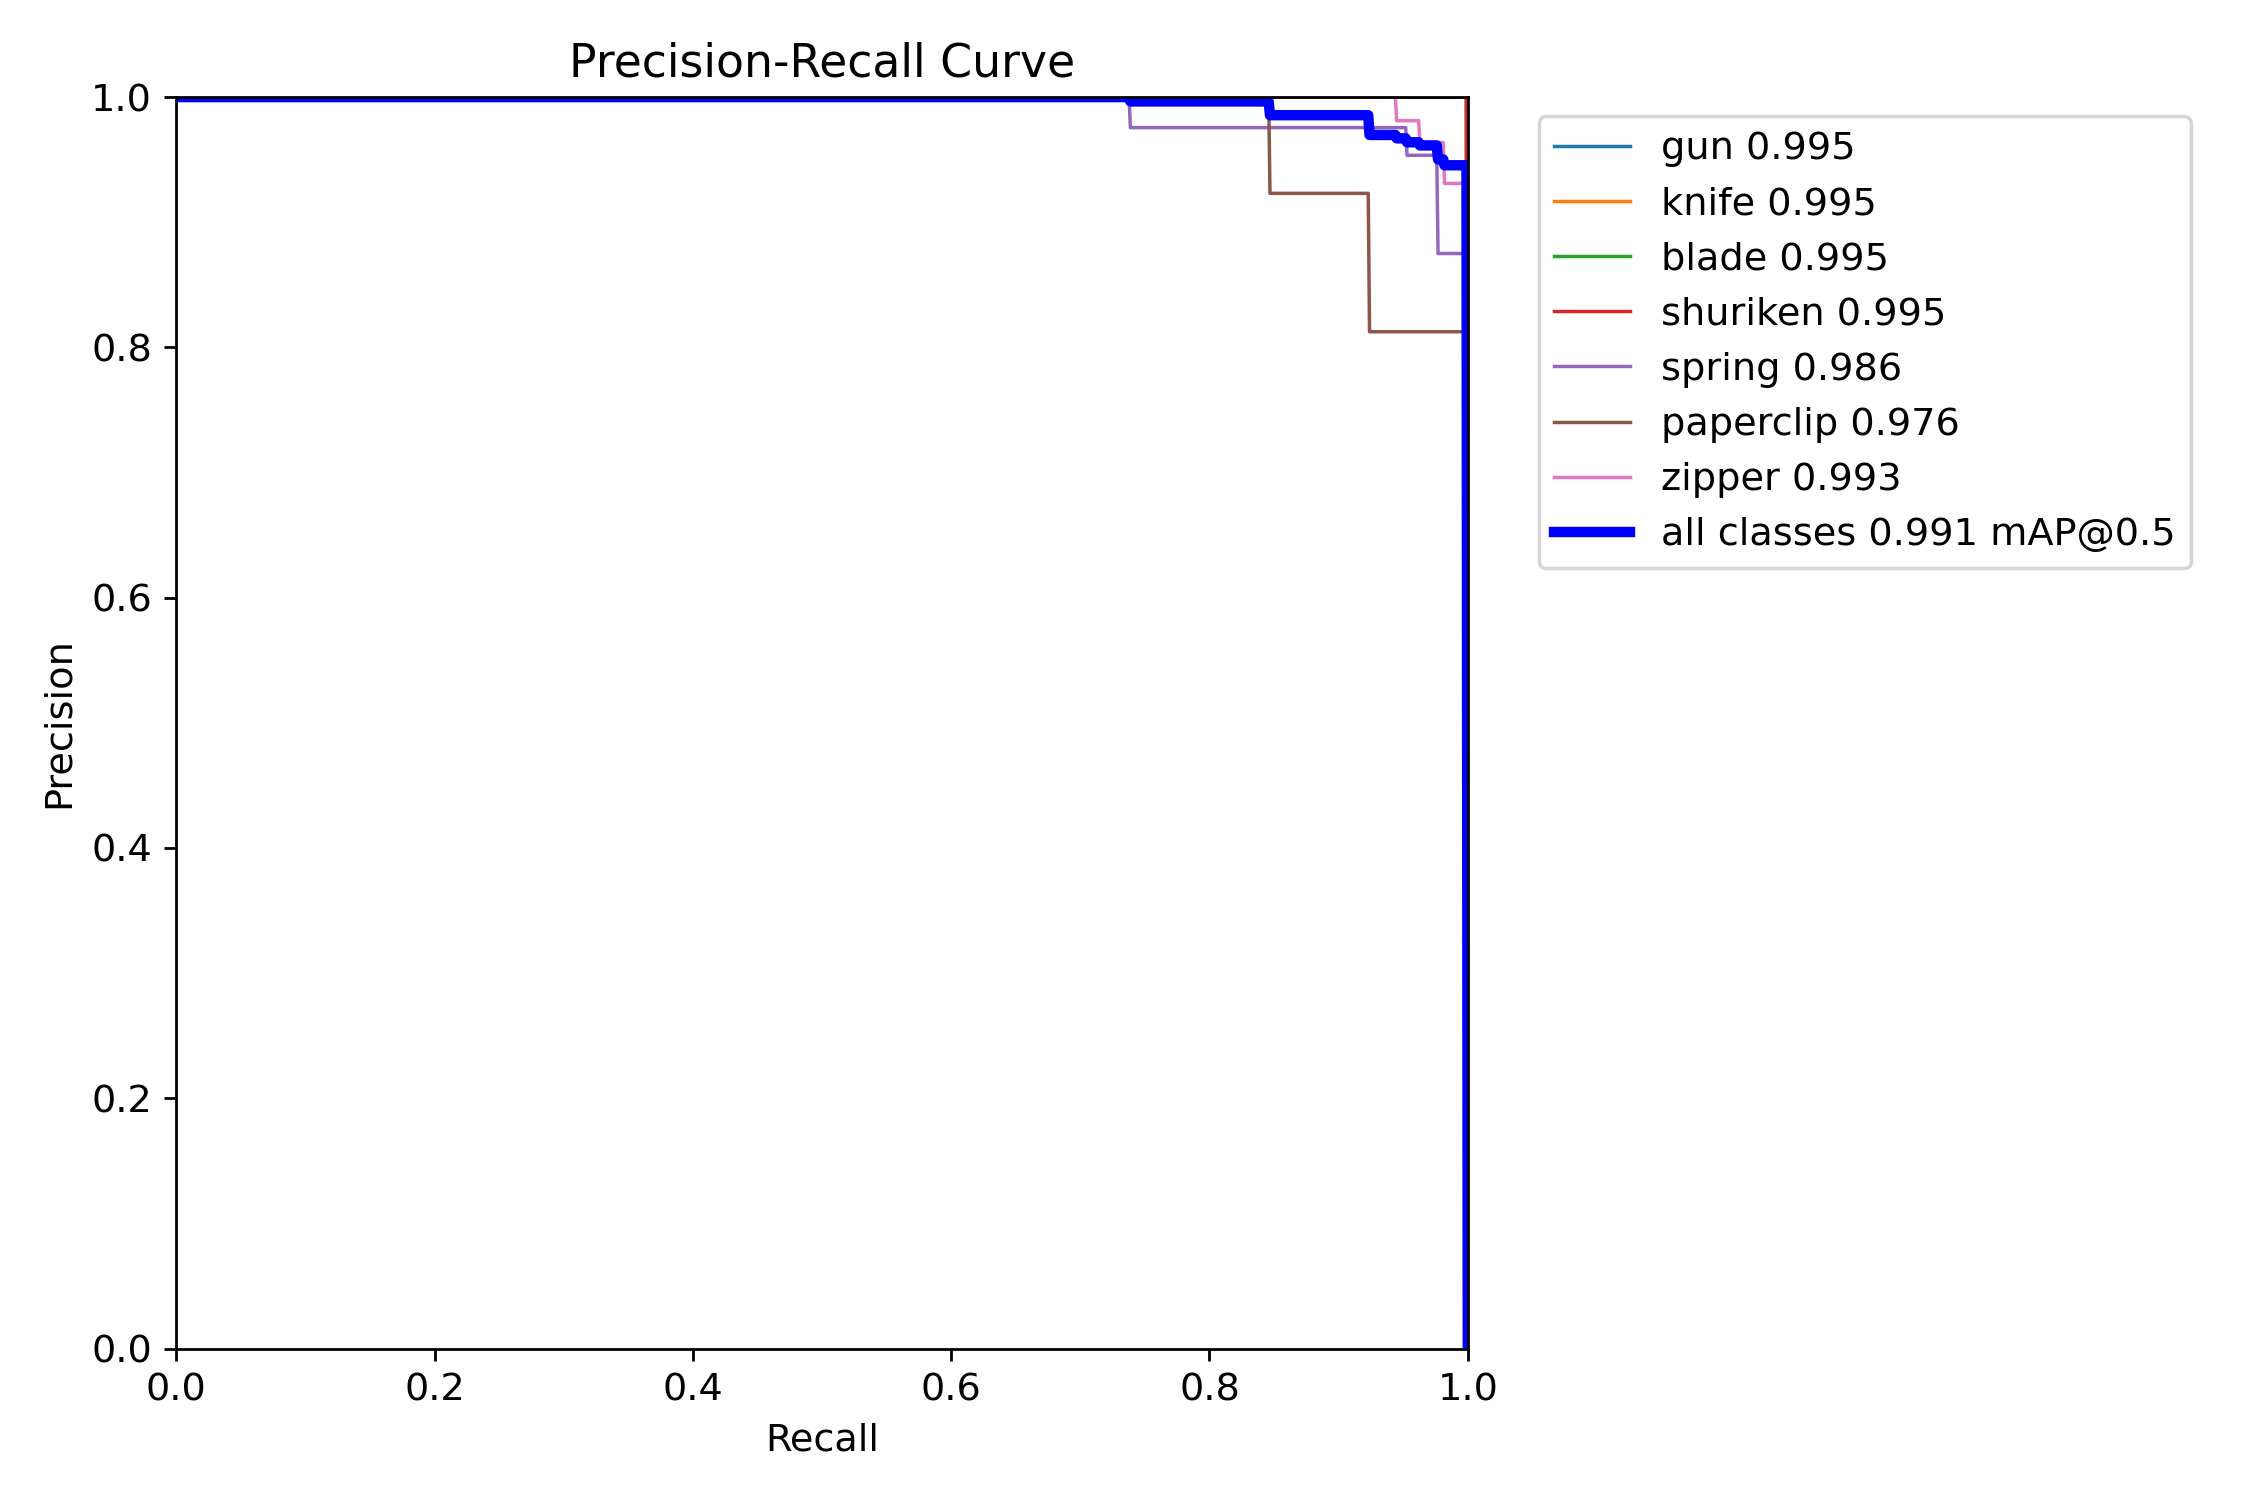 Precision-Recall Curve
1.0
0.8
0.6
0.4
0.2
0.0
Precision
0.0 0.2 0.4 0.6 0.8 1.0
Recall
gun 0.995
knife 0.995
blade 0.995
shuriken 0.995
spring 0.986
paperclip 0.976
zipper 0.993
all classes 0.991 mAP@0.5